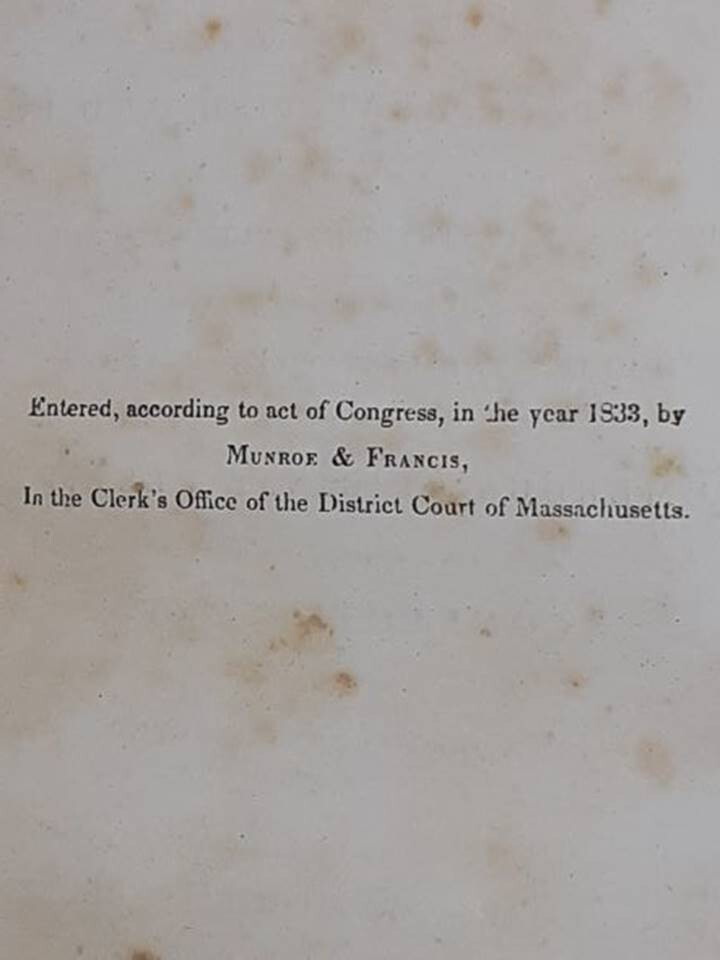 Entered, according to act of Congress, in the year 1833, by
MUNROE & FRANCIS,
In the Clerk's Office of the District Court of Massachusetts.